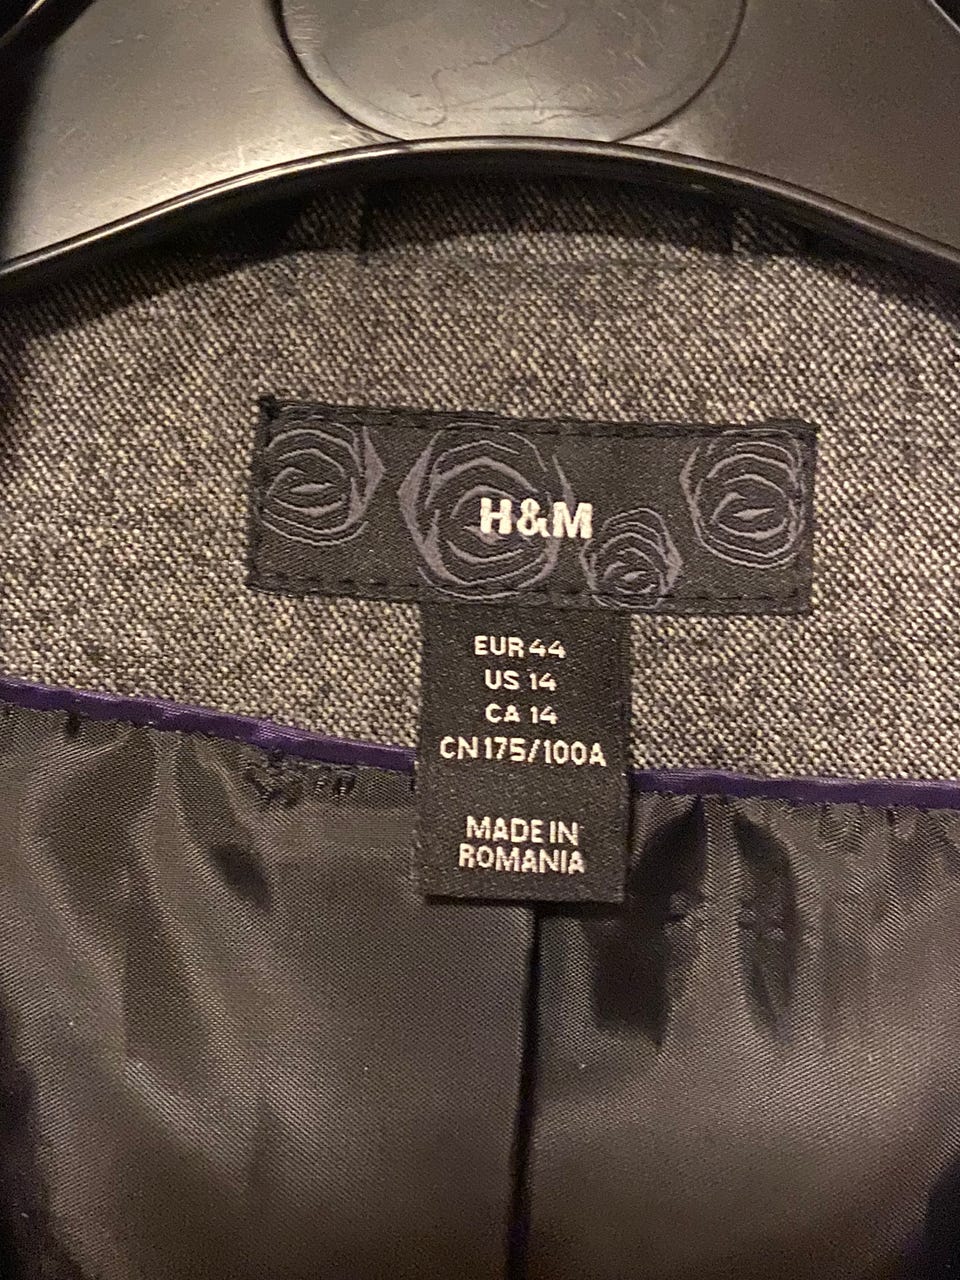 H&M
EUR 44
US 14
CA 14
CN 175/100A
MADE IN
ROMANIA